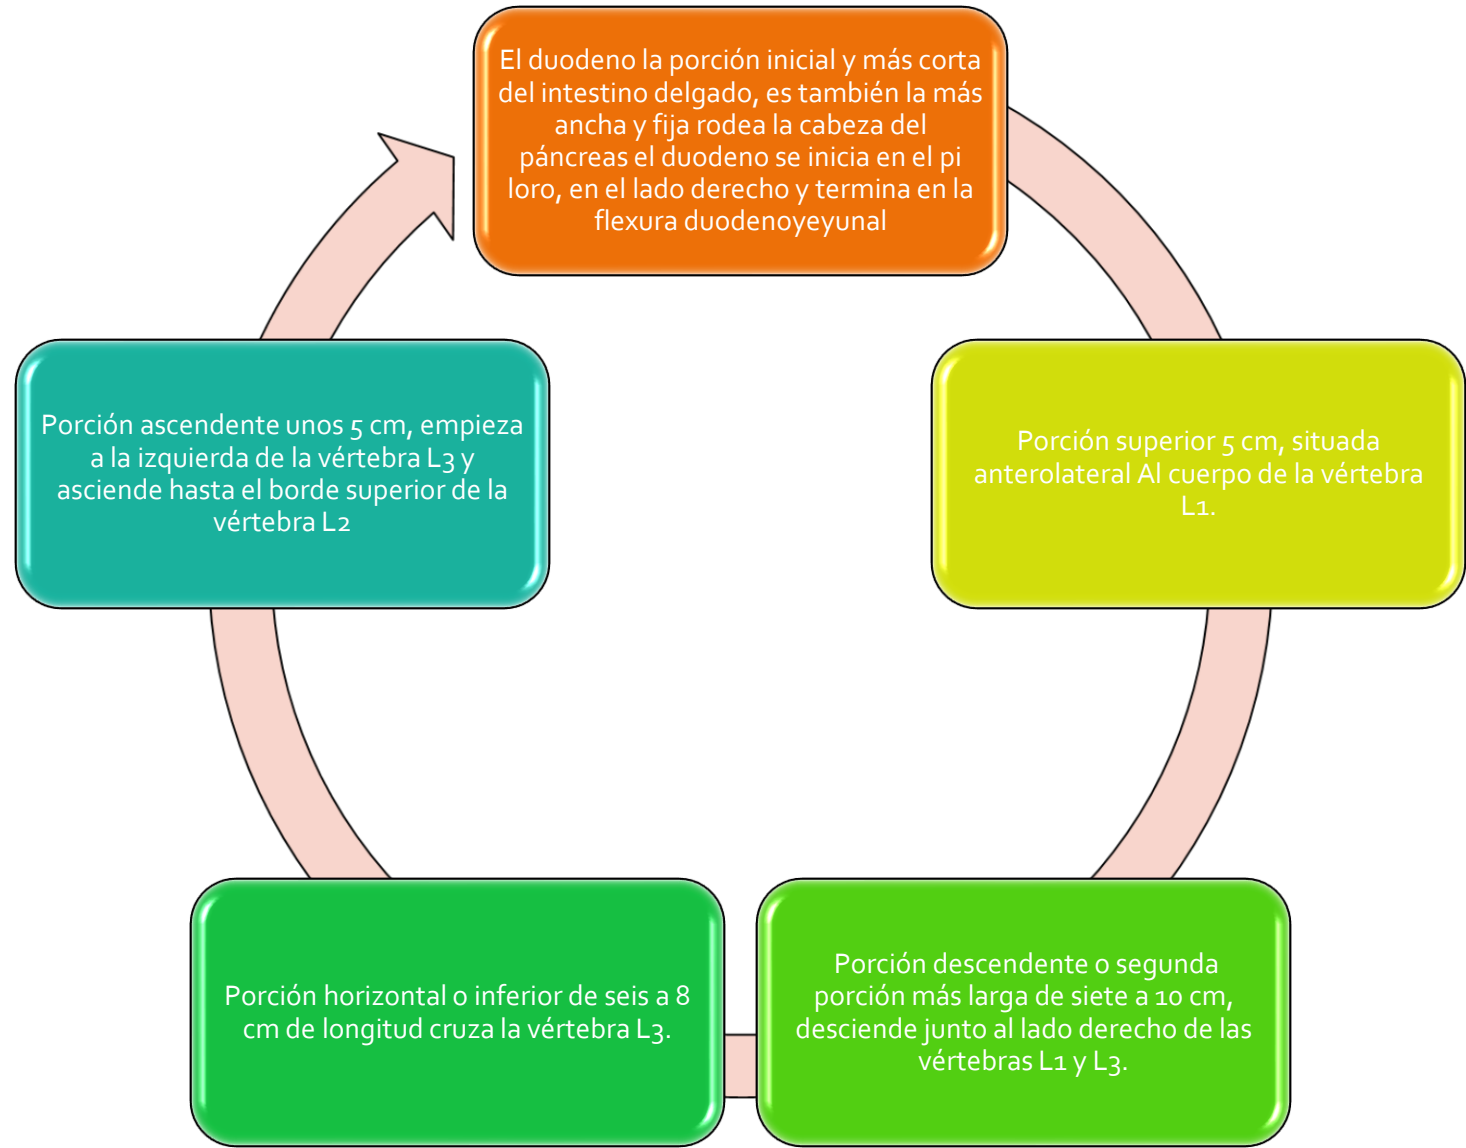 El duodeno la porción inicial y más corta
del intestino delgado, es también la más
ancha y fija rodea la cabeza del
páncreas el duodeno se inicia en el pi
loro, en el lado derecho y termina en la
flexura duodenoyeyunal
Porción superior 5 cm, situada
anterolateral Al cuerpo de la vértebra
L1.
Porción descendente o segunda
porción más larga de siete a 10 cm,
desciende junto al lado derecho de las
vértebras L1 y L3.
Porción horizontal o inferior de seis a 8
cm de longitud cruza la vértebra L3.
Porción ascendente unos 5 cm, empieza
a la izquierda de la vértebra L3 y
asciende hasta el borde superior de la
vértebra L2